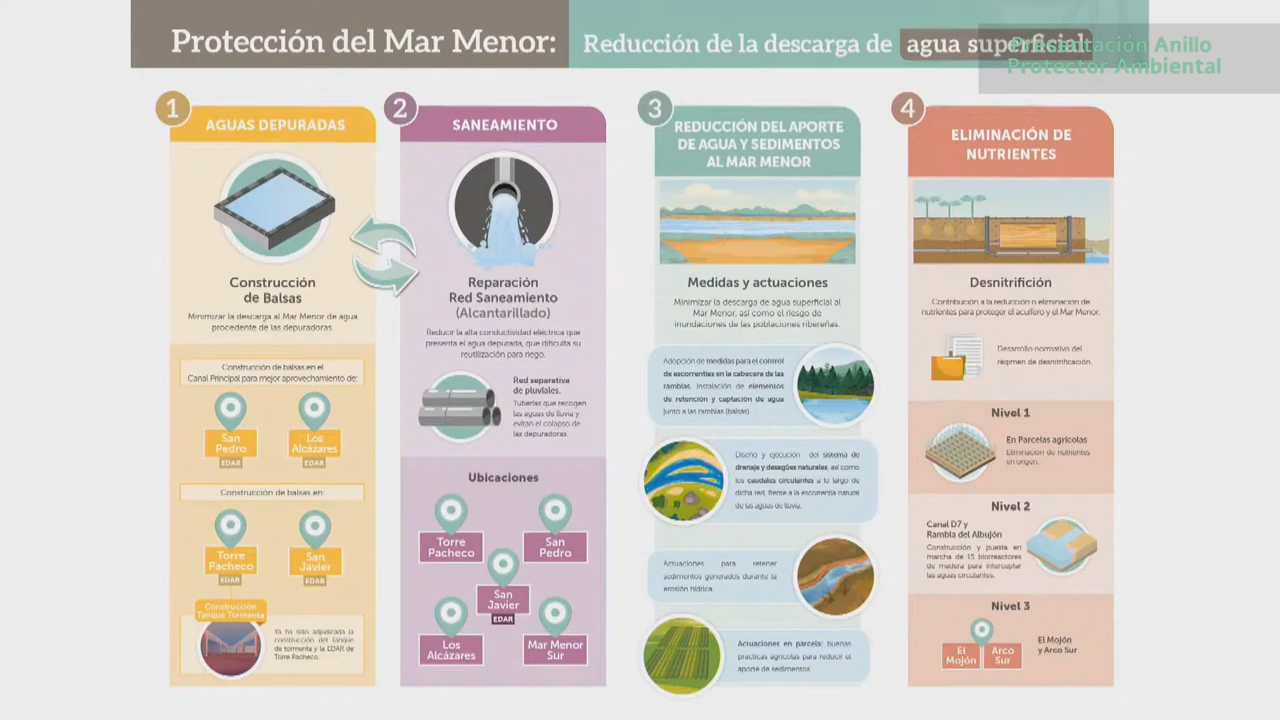 Protección del Mar Menor:
Reducción de la descarga de agua superficial
Presentación Anillo
Protector Ambiental
1
AGUAS DEPURADAS
Construcción
de Balsas
Minimizar la descarga al Mar Menor de agua
procedente de las depuradoras.
Construcción de balsas en el
Canal Principal para mejor aprovechamiento de:
San
Pedro
EDAR
Los
Alcázares
EDAR
Construcción de balsas en:
Torre
Pacheco
EDAR
San
Javier
EDAR
Construcción
Tanque Tormenta
Ya ha sido adjudicada la
construcción del tanque
de tormenta y la EDAR de
Torre Pacheco.
2
SANEAMIENTO
Reparación
Red Saneamiento
(Alcantarillado)
Reducir la alta conductividad eléctrica que
presenta el agua depurada, que dificulta su
reutilización para riego.
Red separativa
de pluviales.
Tuberías que recogen
las aguas de lluvia y
evitan el colapso de
las depuradoras.
Ubicaciones
Torre
Pacheco
San
Pedro
San
Javier
EDAR
Los
Alcázares
Mar Menor
Sur
3
REDUCCIÓN DEL APORTE
DE AGUA Y SEDIMENTOS
AL MAR MENOR
Medidas y actuaciones
Minimizar la descarga de agua superficial al
Mar Menor, así como el riesgo de
inundaciones de las poblaciones ribereñas.
Adopción de medidas para el control
de escorrentías en la cabecera de las
ramblas. Instalación de elementos
de retención y captación de agua
junto a las ramblas (balsas)
Diseño y ejecución del sistema de
drenaje y desagües naturales, así como
los caudales circulantes a lo largo de
dicha red, frente a la escorrentía natural
de las aguas de lluvia.
Actuaciones para retener
sedimentos generados durante la
erosión hídrica.
Actuaciones en parcela: buenas
prácticas agrícolas para reducir el
aporte de sedimentos
4
ELIMINACIÓN DE
NUTRIENTES
Desnitrifición
Contribución a la reducción o eliminación de
nutrientes para proteger el acuífero y el Mar Menor.
Desarrollo normativo del
régimen de desnitrificación.
Nivel 1
En Parcelas agrícolas
Eliminación de nutrientes
en origen.
Nivel 2
Canal D7 y
Rambla del Albujón
Construcción y puesta en
marcha de 15 biorreactores
de madera para interceptar
las aguas circulantes.
Nivel 3
El
Mojón
Arco
Sur
El Mojón
y Arco Sur